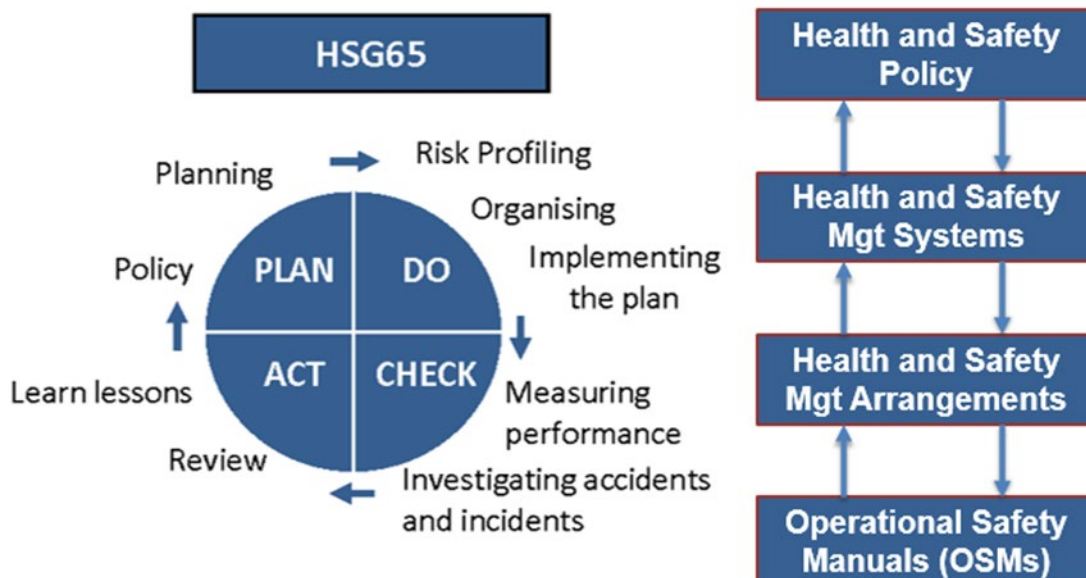 HSG65
Planning
Risk Profiling
Organising
Implementing
the plan
Policy
PLAN
DO
ACT
CHECK
Learn lessons
Measuring
performance
Review
Investigating accidents
and incidents
Health and Safety
Policy
Health and Safety
Mgt Systems
Health and Safety
Mgt Arrangements
Operational Safety
Manuals (OSMs)